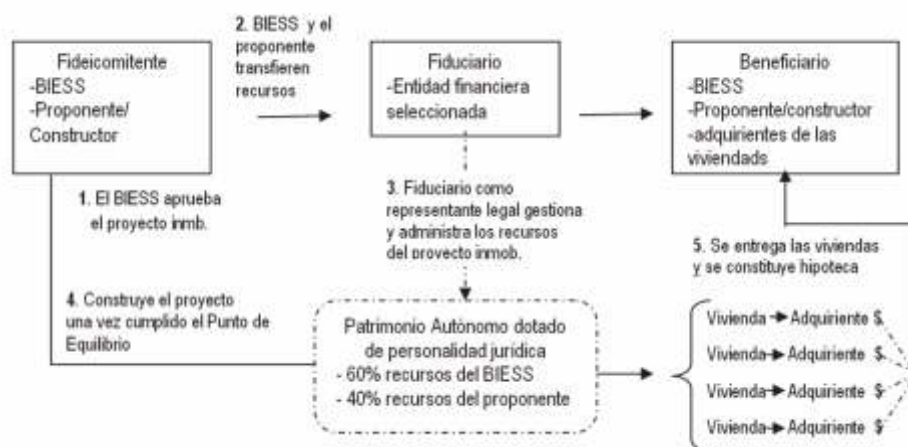 Fideicomitente
-BIESS
-Proponente/
Constructor
2. BIESS y el
proponente
transfieren
recursos
Fiduciario
-Entidad financiera
seleccionada
Beneficiario
-BIESS
-Proponente/constructor
-adquirientes de las
viviendads
1. El BIESS aprueba
el proyecto inmb.
3. Fiduciario como
representante legal gestiona
y administra los recursos
del proyecto inmob.
5. Se entrega las viviendas
y se constituye hipoteca
4. Construye el proyecto
una vez cumplido el Punto de
Equilibrio
Patrimonio Autónomo dotado
de personalidad jurídica
- 60% recursos del BIESS
- 40% recursos del proponente
Vivienda Adquiriente $
Vivienda Adquiriente $
Vivienda Adquiriente $
Vivienda Adquiriente $